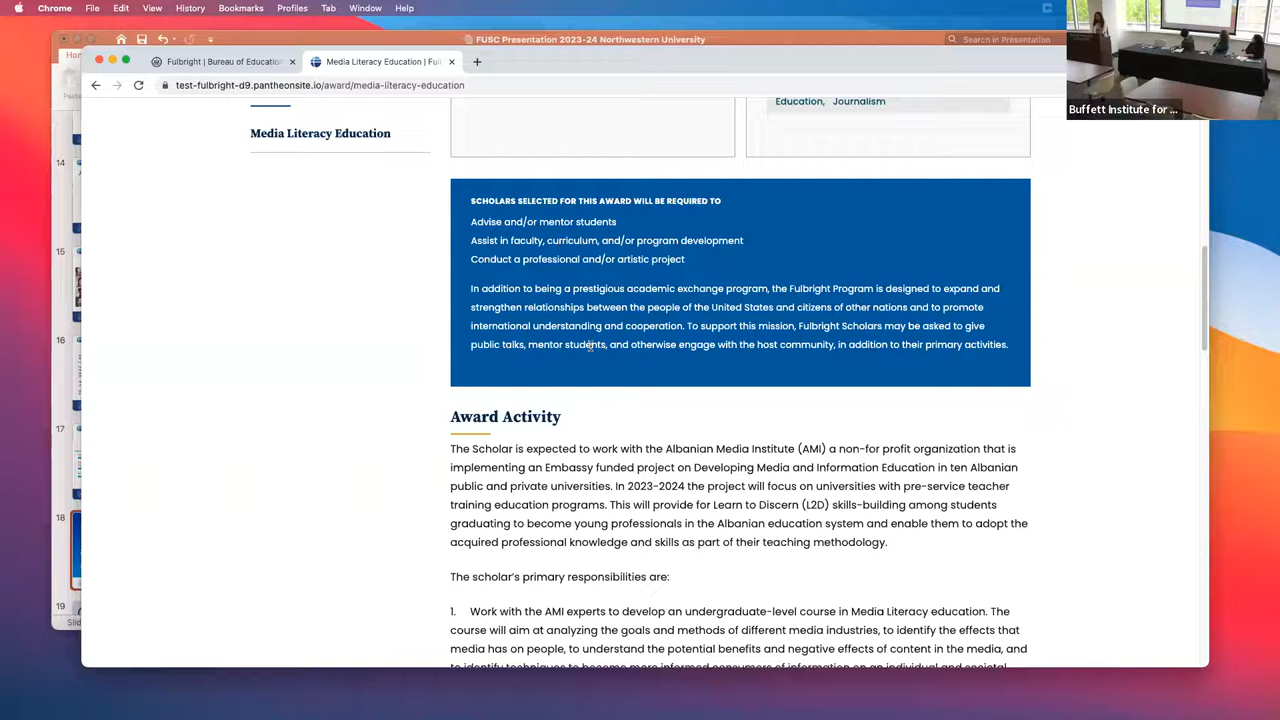 Chrome File Edit View History Bookmarks Profiles Tab Window Help
FUSC Presentation 2023-24 Northwestern University
Search in Presentation
Fulbright | Bureau of Education
Media Literacy Education | Ful
test-fulbright-d9.pantheonsite.io/award/media-literacy-education
Buffett Institute for ...
Education, Journalism
Media Literacy Education
14
15
16
17
18
19
SCHOLARS SELECTED FOR THIS AWARD WILL BE REQUIRED TO
Advise and/or mentor students
Assist in faculty, curriculum, and/or program development
Conduct a professional and/or artistic project
In addition to being a prestigious academic exchange program, the Fulbright Program is designed to expand and
strengthen relationships between the people of the United States and citizens of other nations and to promote
international understanding and cooperation. To support this mission, Fulbright Scholars may be asked to give
public talks, mentor students, and otherwise engage with the host community, in addition to their primary activities.
Award Activity
The Scholar is expected to work with the Albanian Media Institute (AMI) a non-for profit organization that is
implementing an Embassy funded project on Developing Media and Information Education in ten Albanian
public and private universities. In 2023-2024 the project will focus on universities with pre-service teacher
training education programs. This will provide for Learn to Discern (L2D) skills-building among students
graduating to become young professionals in the Albanian education system and enable them to adopt the
acquired professional knowledge and skills as part of their teaching methodology.
The scholar's primary responsibilities are:
1. Work with the AMI experts to develop an undergraduate-level course in Media Literacy education. The
course will aim at analyzing the goals and methods of different media industries, to identify the effects that
media has on people, to understand the potential benefits and negative effects of content in the media, and
to identify techniques to become more informed consumers of information on an individual and societal